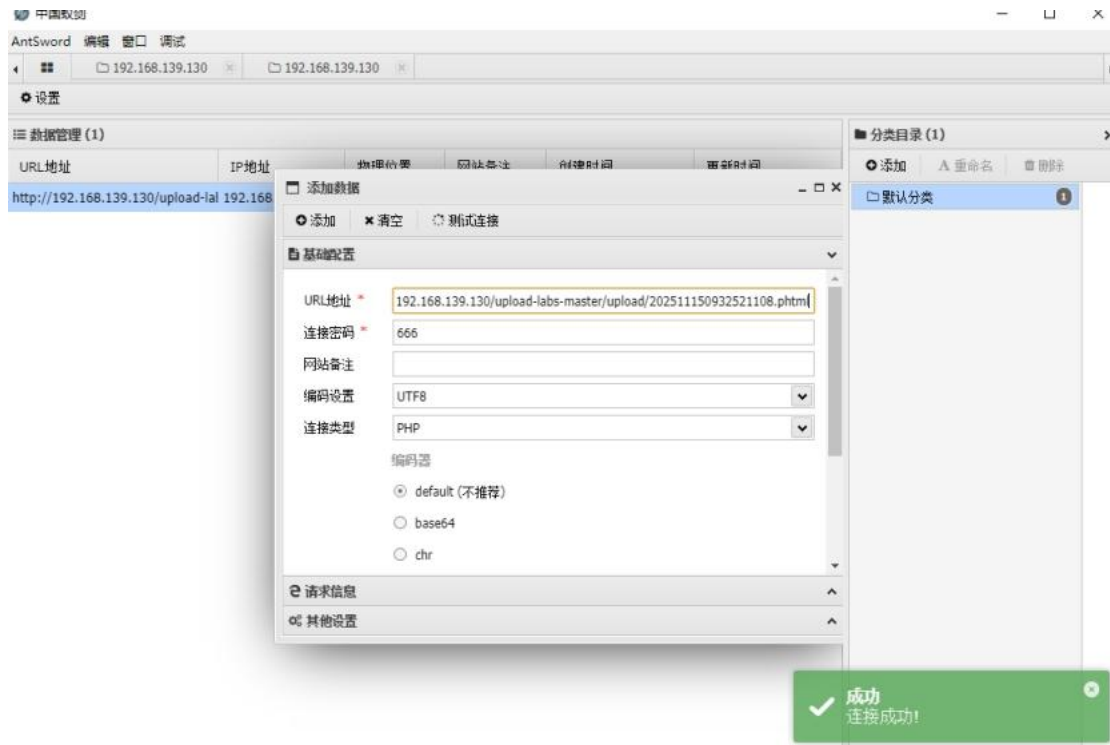 中国蚁剑
AntSword 编辑 窗口 调试
192.168.139.130 192.168.139.130
设置
数据管理 (1)
分类目录 (1)
URL地址 IP地址 物理位置 网站备注 创建时间 更新时间
添加 重命名 删除
http://192.168.139.130/upload-lal 192.168
默认分类 1
添加数据
添加 清空 测试连接
基础配置
URL地址 * 192.168.139.130/upload-labs-master/upload/202511150932521108.phtml
连接密码 * 666
网站备注
编码设置 UTF8
连接类型 PHP
编码器
default (不推荐)
base64
chr
请求信息
其他设置
成功
连接成功!